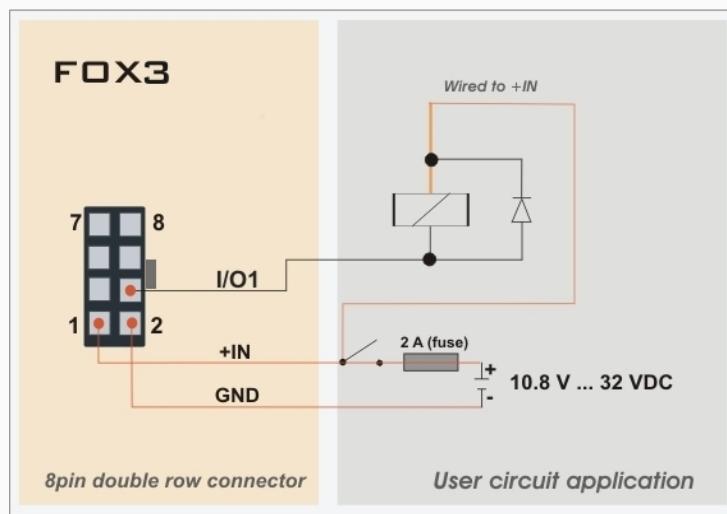 FOX3
Wired to +IN
7 8
I/O1
1 2
2 A (fuse)
+IN
+
10.8 V ... 32 VDC
-
GND
8pin double row connector
User circuit application